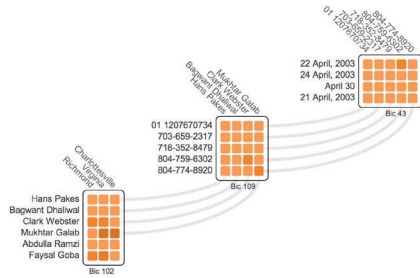 01 1207670734
703-659-2317
718-352-8479
804-759-6302
804-774-8920
22 April, 2003
24 April, 2003
April 30
21 April, 2003
Bic 43
Hans Pakes
Bagwant Dhaliwal
Clark Webster
Mukhtar Galab
01 1207670734
703-659-2317
718-352-8479
804-759-6302
804-774-8920
Bic 109
Richmond
Virginia
Charlottesville
Hans Pakes
Bagwant Dhaliwal
Clark Webster
Mukhtar Galab
Abdulla Ramzi
Faysal Goba
Bic 102